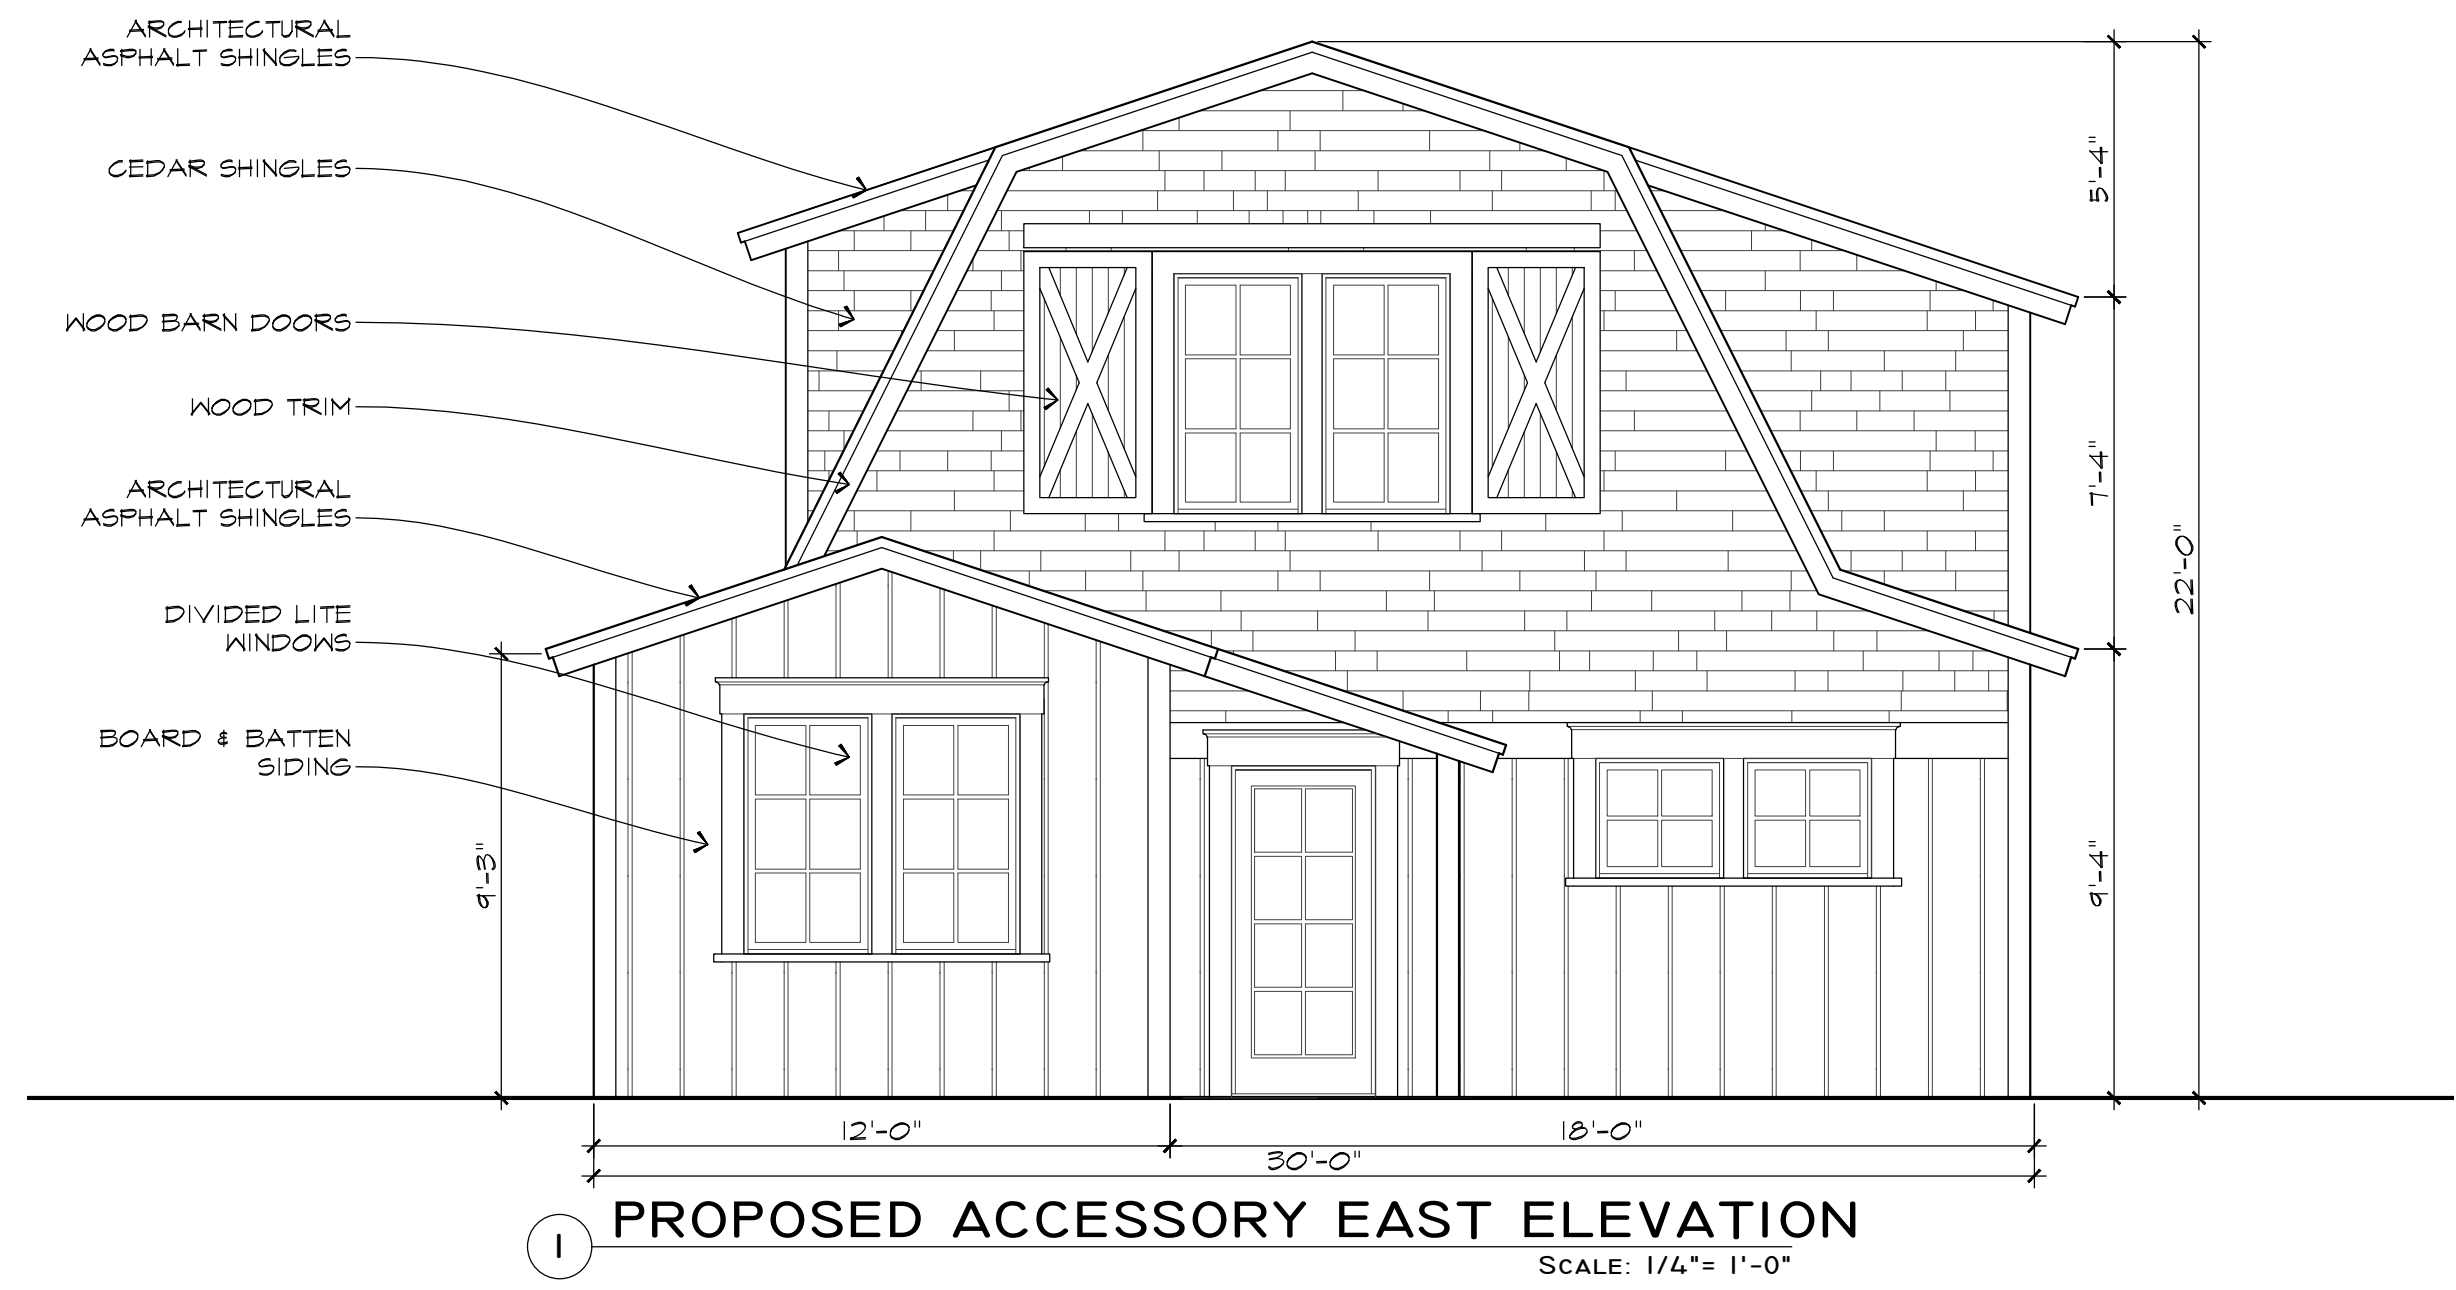 ARCHITECTURAL
ASPHALT SHINGLES
CEDAR SHINGLES
WOOD BARN DOORS
WOOD TRIM
ARCHITECTURAL
ASPHALT SHINGLES
DIVIDED LITE
WINDOWS
BOARD & BATTEN
SIDING
9'-3"
5'-4"
7'-4"
9'-4"
22'-0"
12'-0"
18'-0"
30'-0"
1
PROPOSED ACCESSORY EAST ELEVATION
SCALE: 1/4"= 1'-0"